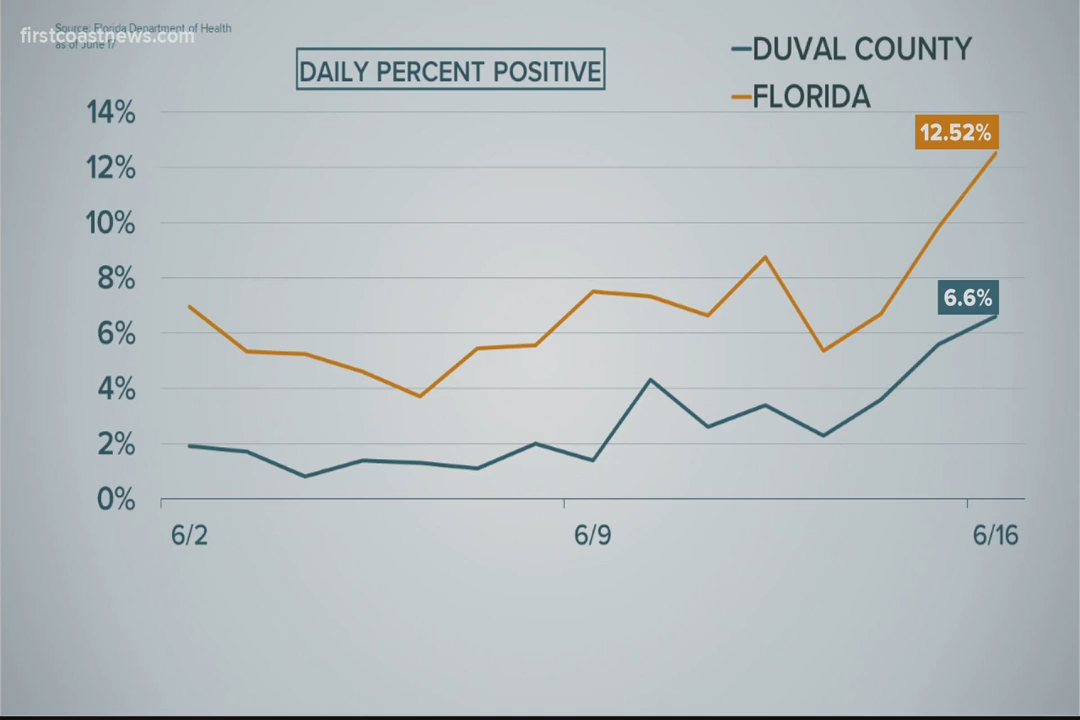 Source: Florida Department of Health
firstcoastnews.com
as of June 17
DAILY PERCENT POSITIVE
DUVAL COUNTY
FLORIDA
14%
12%
10%
8%
6%
4%
2%
0%
12.52%
6.6%
6/2
6/9
6/16